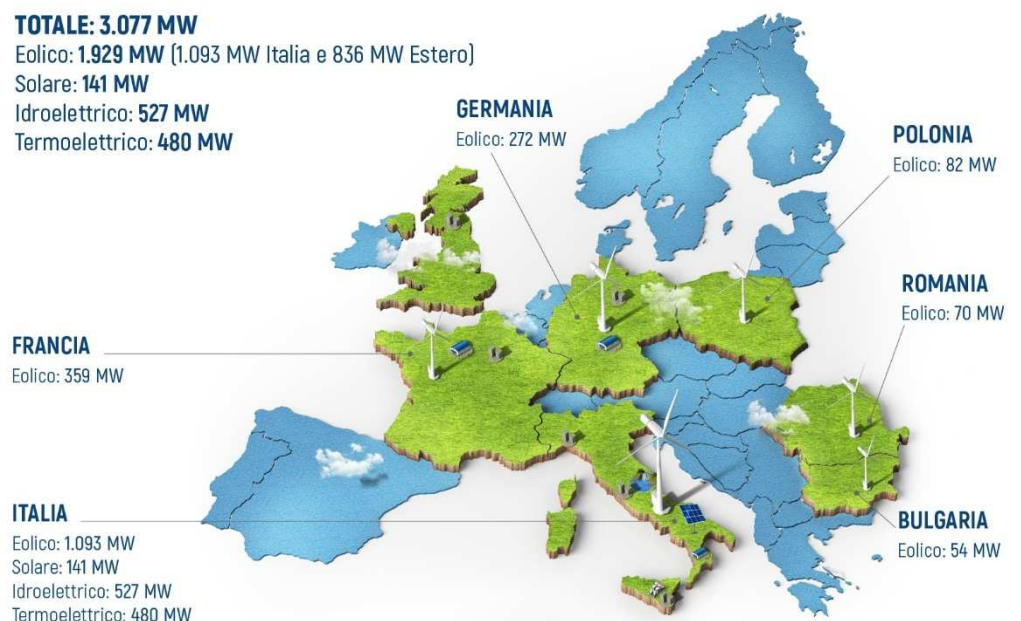 TOTALE: 3.077 MW
Eolico: 1.929 MW (1.093 MW Italia e 836 MW Estero)
Solare: 141 MW
Idroelettrico: 527 MW
Termoelettrico: 480 MW
GERMANIA
Eolico: 272 MW
POLONIA
Eolico: 82 MW
ROMANIA
Eolico: 70 MW
FRANCIA
Eolico: 359 MW
ITALIA
Eolico: 1.093 MW
Solare: 141 MW
Idroelettrico: 527 MW
Termoelettrico: 480 MW
BULGARIA
Eolico: 54 MW